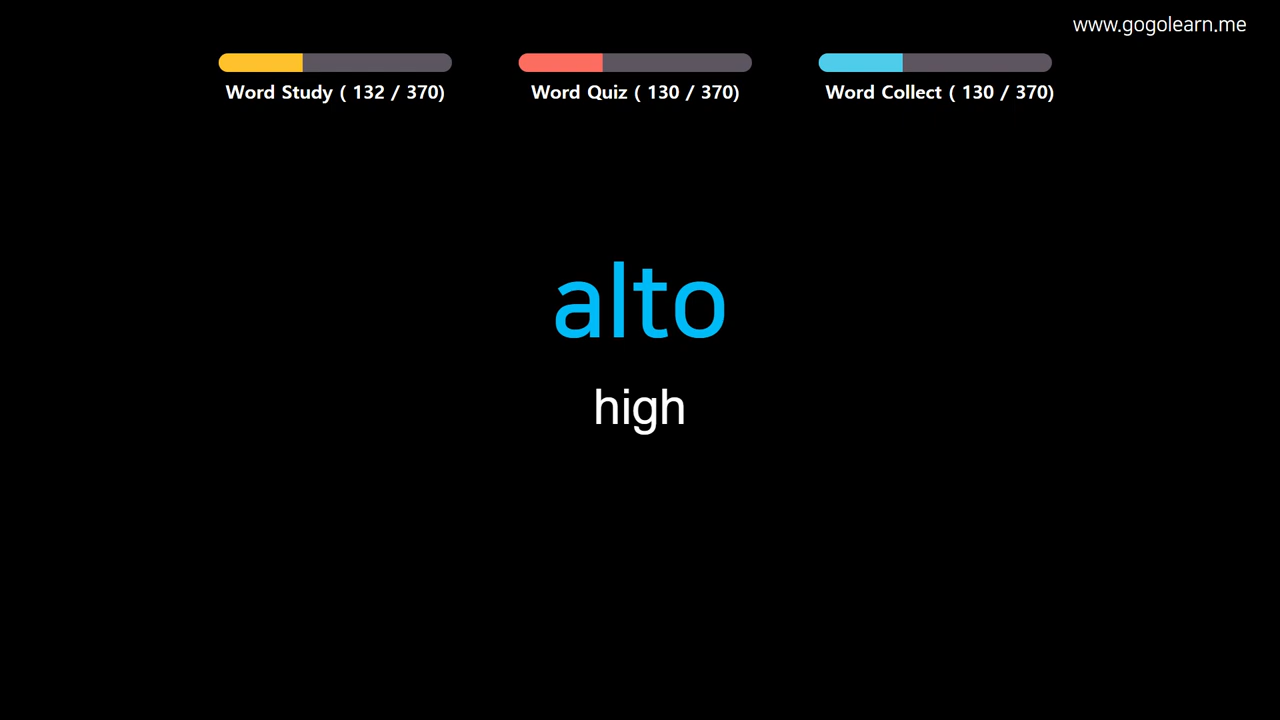 www.gogolearn.me
Word Study ( 132 / 370)
Word Quiz ( 130 / 370)
Word Collect ( 130 / 370)
alto
high